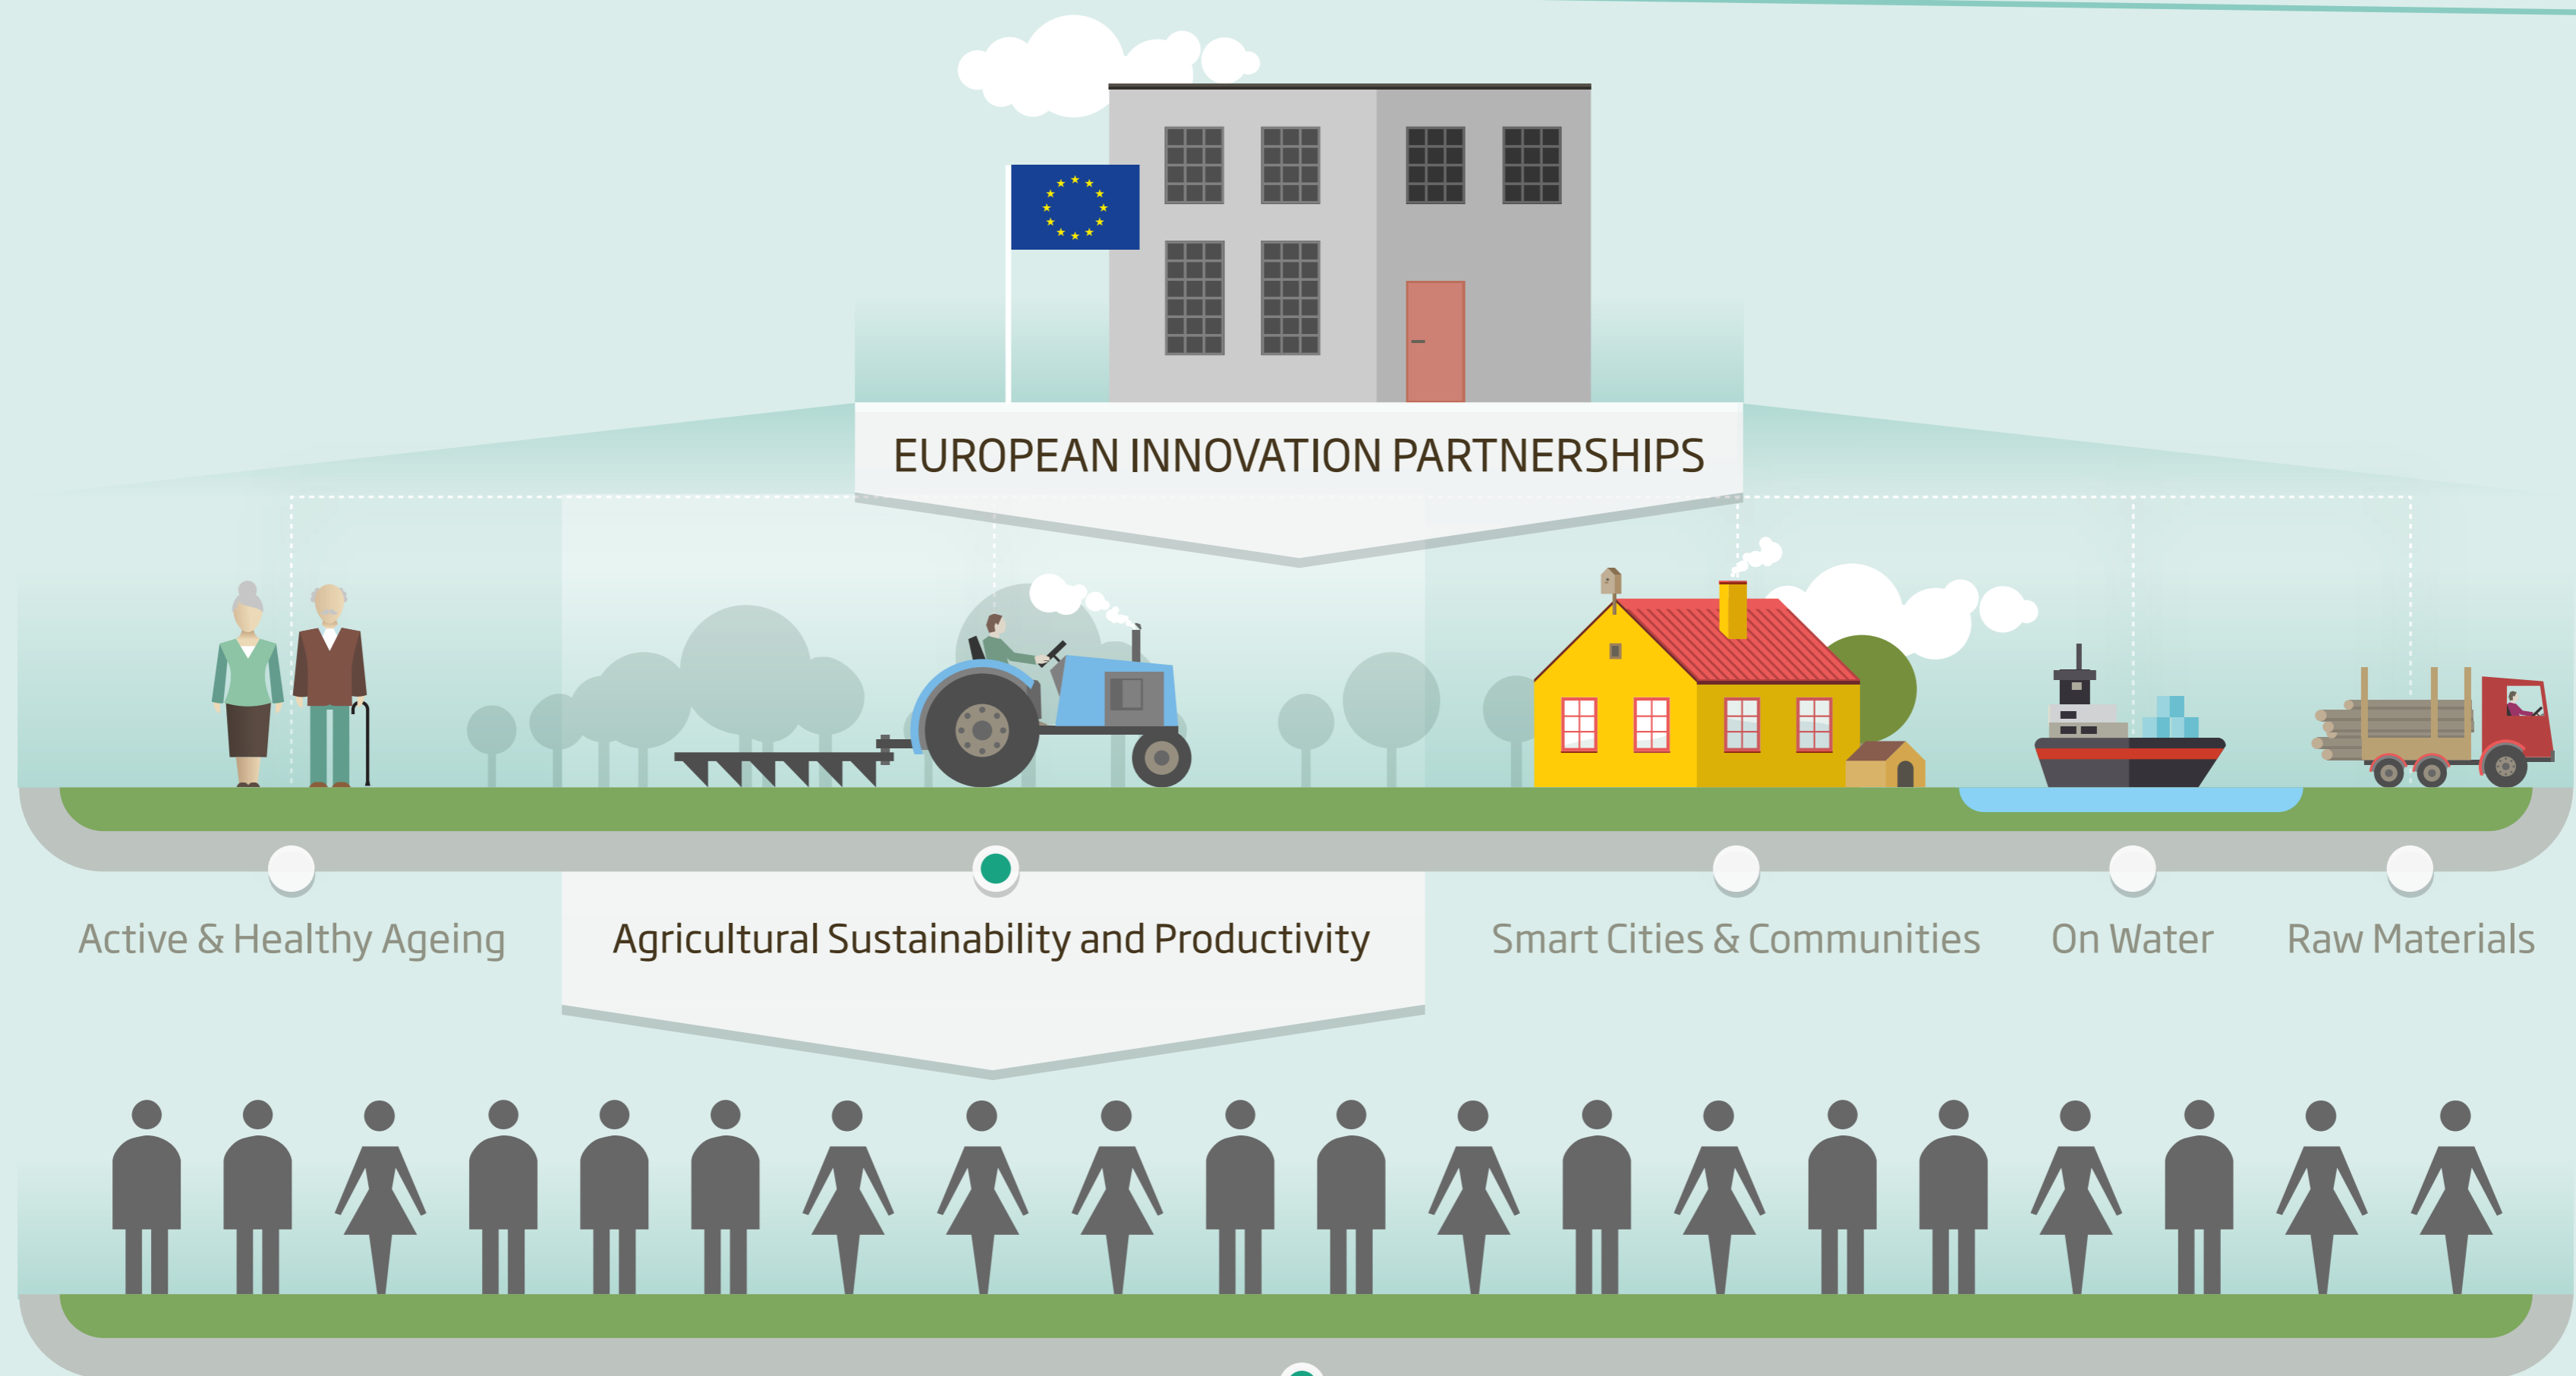 EUROPEAN INNOVATION PARTNERSHIPS
Active & Healthy Ageing
Agricultural Sustainability and Productivity
Smart Cities & Communities
On Water
Raw Materials